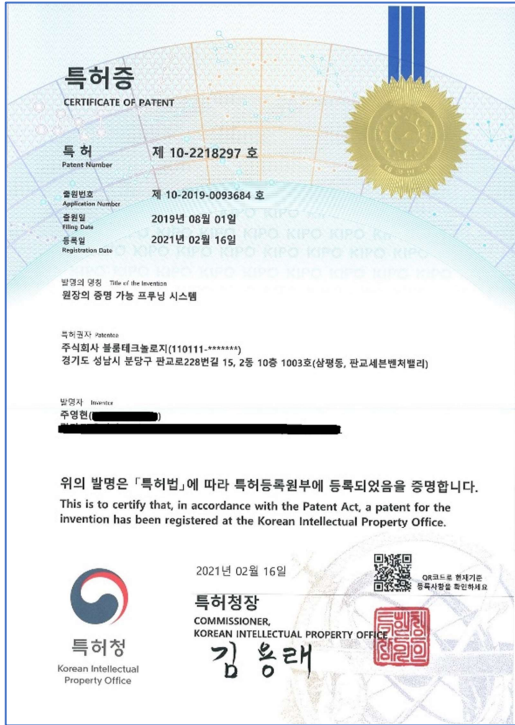 특허증
CERTIFICATE OF PATENT
특 허
Patent Number
제 10-2218297 호
출원번호
Application Number
제 10-2019-0093684 호
출원일
Filing Date
2019년 08월 01일
등록일
Registration Date
2021년 02월 16일
발명의 명칭 Title of the Invention
원장의 증명 가능 프루닝 시스템
특허권자 Patentee
주식회사 블룸테크놀로지(110111-*******)
경기도 성남시 분당구 판교로228번길 15, 2동 10층 1003호(삼평동, 판교세븐벤처밸리)
발명자 Inventor
주영현( )
위의 발명은 「특허법」에 따라 특허등록원부에 등록되었음을 증명합니다.
This is to certify that, in accordance with the Patent Act, a patent for the
invention has been registered at the Korean Intellectual Property Office.
2021년 02월 16일
QR코드로 현재기준
등록사항을 확인하세요
특허청장
COMMISSIONER,
KOREAN INTELLECTUAL PROPERTY OFFICE
김용래
특허청
Korean Intellectual
Property Office